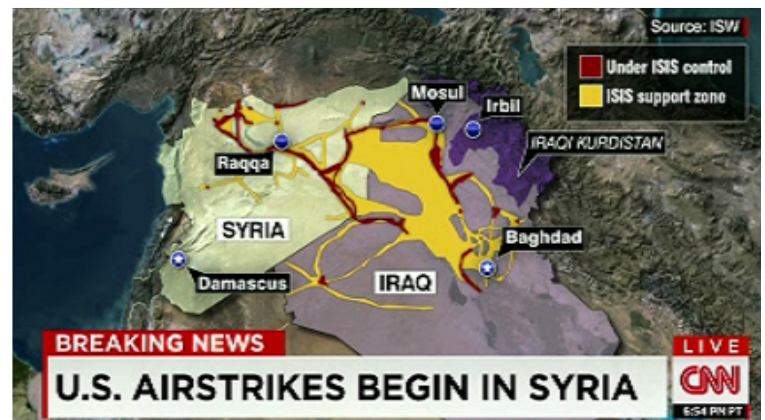 Source: ISW
Under ISIS control
ISIS support zone
Mosul
Irbil
IRAQI KURDISTAN
Raqqa
SYRIA
Baghdad
Damascus
IRAQ
BREAKING NEWS
U.S. AIRSTRIKES BEGIN IN SYRIA
LIVE
CNN
6:54 PM PT